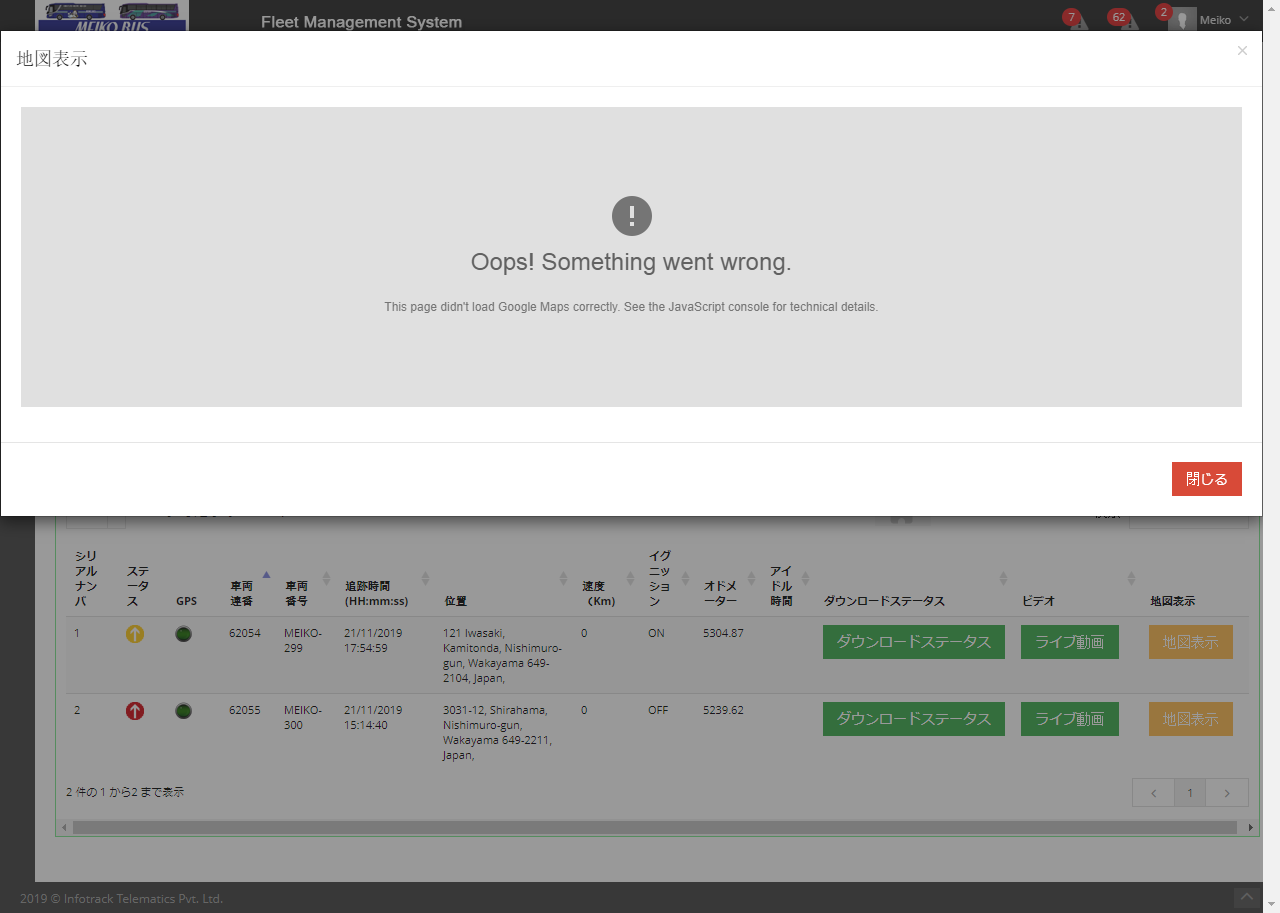 MEIKO BUS
Fleet Management System
7
62
2
Meiko
地図表示
×
!
Oops! Something went wrong.
This page didn't load Google Maps correctly. See the JavaScript console for technical details.
閉じる
シリアルナンバ ステータス GPS 車両連番 車両番号 追跡時間(HH:mm:ss) 位置 速度(Km) イグニッション オドメーター アイドル時間 ダウンロードステータス ビデオ 地図表示
1 62054 MEIKO-299 21/11/2019 17:54:59 121 Iwasaki, Kamitonda, Nishimuro-gun, Wakayama 649-2104, Japan, 0 ON 5304.87 ダウンロードステータス ライブ動画 地図表示
2 62055 MEIKO-300 21/11/2019 15:14:40 3031-12, Shirahama, Nishimuro-gun, Wakayama 649-2211, Japan, 0 OFF 5239.62 ダウンロードステータス ライブ動画 地図表示
2 件の 1 から2 まで表示
‹ 1 ›
2019 © Infotrack Telematics Pvt. Ltd.